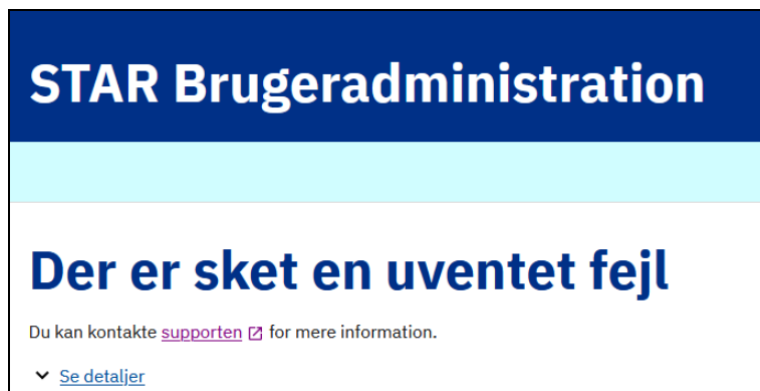 STAR Brugeradministration
Der er sket en uventet fejl
Du kan kontakte supporten for mere information.
Se detaljer